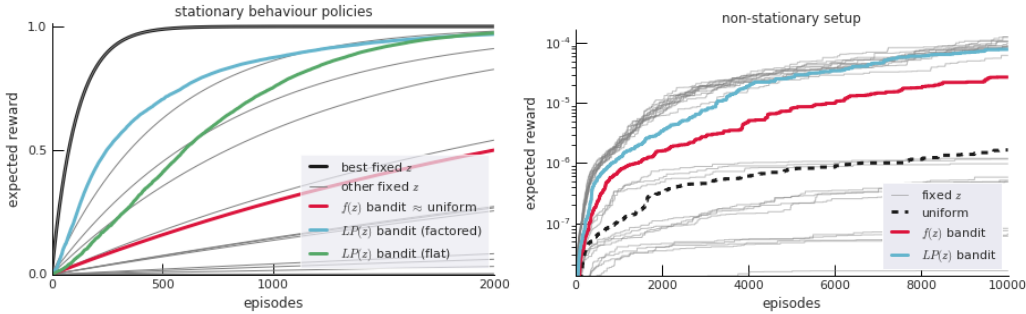 stationary behaviour policies
1.0
0.5
0.0
expected reward
0
500
1000
2000
episodes
best fixed z
other fixed z
f(z) bandit ≈ uniform
LP(z) bandit (factored)
LP(z) bandit (flat)
non-stationary setup
10⁻⁴
10⁻⁵
10⁻⁶
10⁻⁷
expected reward
0
2000
4000
6000
8000
10000
episodes
fixed z
uniform
f(z) bandit
LP(z) bandit